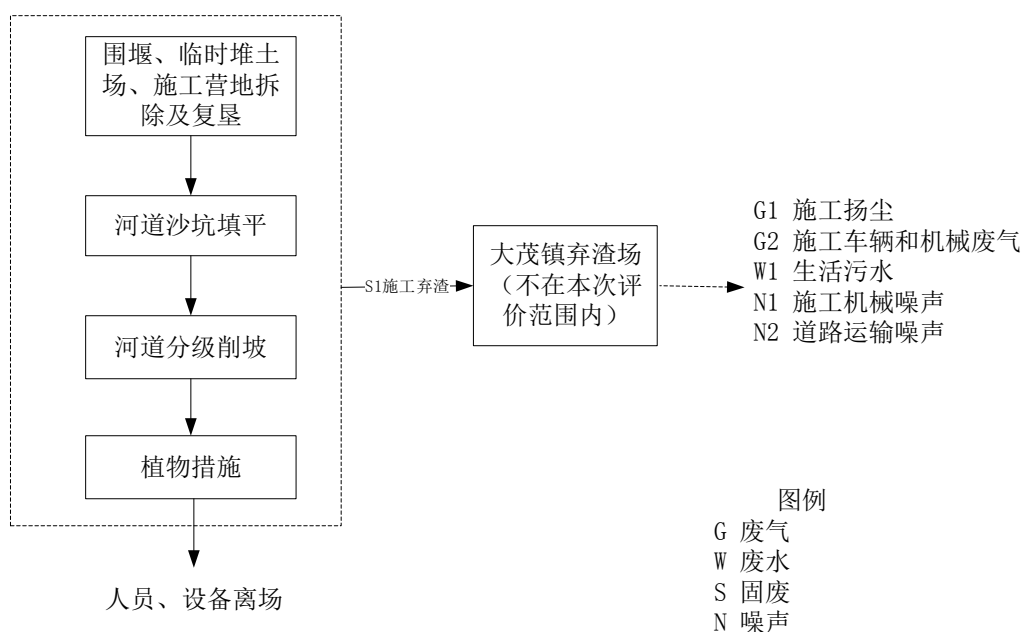 围堰、临时堆土
场、施工营地拆
除及复垦
河道沙坑填平
河道分级削坡
植物措施
人员、设备离场
S1施工弃渣
大茂镇弃渣场
（不在本次评
价范围内）
G1 施工扬尘
G2 施工车辆和机械废气
W1 生活污水
N1 施工机械噪声
N2 道路运输噪声
图例
G 废气
W 废水
S 固废
N 噪声